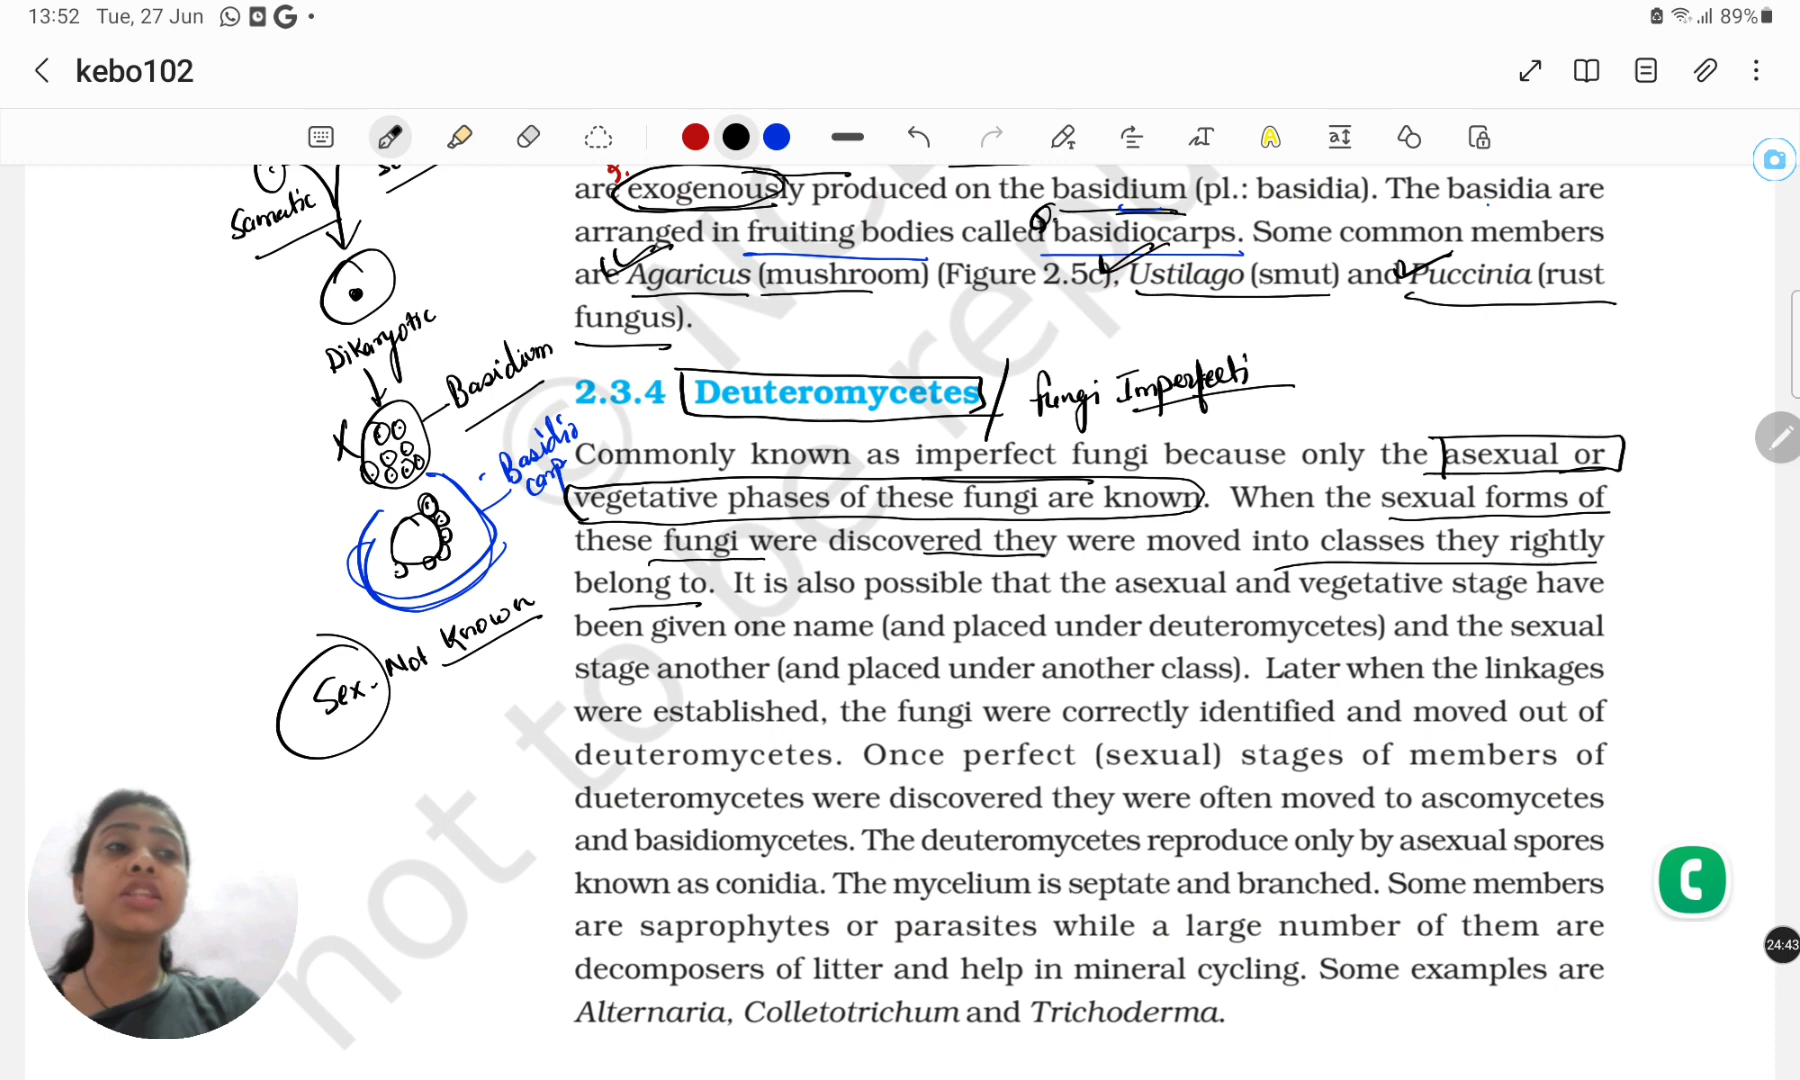 13:52 Tue, 27 Jun
89%
kebo102
are exogenously produced on the basidium (pl.: basidia). The basidia are
arranged in fruiting bodies called basidiocarps. Some common members
are Agaricus (mushroom) (Figure 2.5c), Ustilago (smut) and Puccinia (rust
fungus).
Samatic
Dikaryotic
Basidium
Basidio
carp
Sex - Not Known
2.3.4 Deuteromycetes / fungi Imperfecti
Commonly known as imperfect fungi because only the asexual or
vegetative phases of these fungi are known. When the sexual forms of
these fungi were discovered they were moved into classes they rightly
belong to. It is also possible that the asexual and vegetative stage have
been given one name (and placed under deuteromycetes) and the sexual
stage another (and placed under another class). Later when the linkages
were established, the fungi were correctly identified and moved out of
deuteromycetes. Once perfect (sexual) stages of members of
dueteromycetes were discovered they were often moved to ascomycetes
and basidiomycetes. The deuteromycetes reproduce only by asexual spores
known as conidia. The mycelium is septate and branched. Some members
are saprophytes or parasites while a large number of them are
decomposers of litter and help in mineral cycling. Some examples are
Alternaria, Colletotrichum and Trichoderma.
24:43
not to be repu
© NC